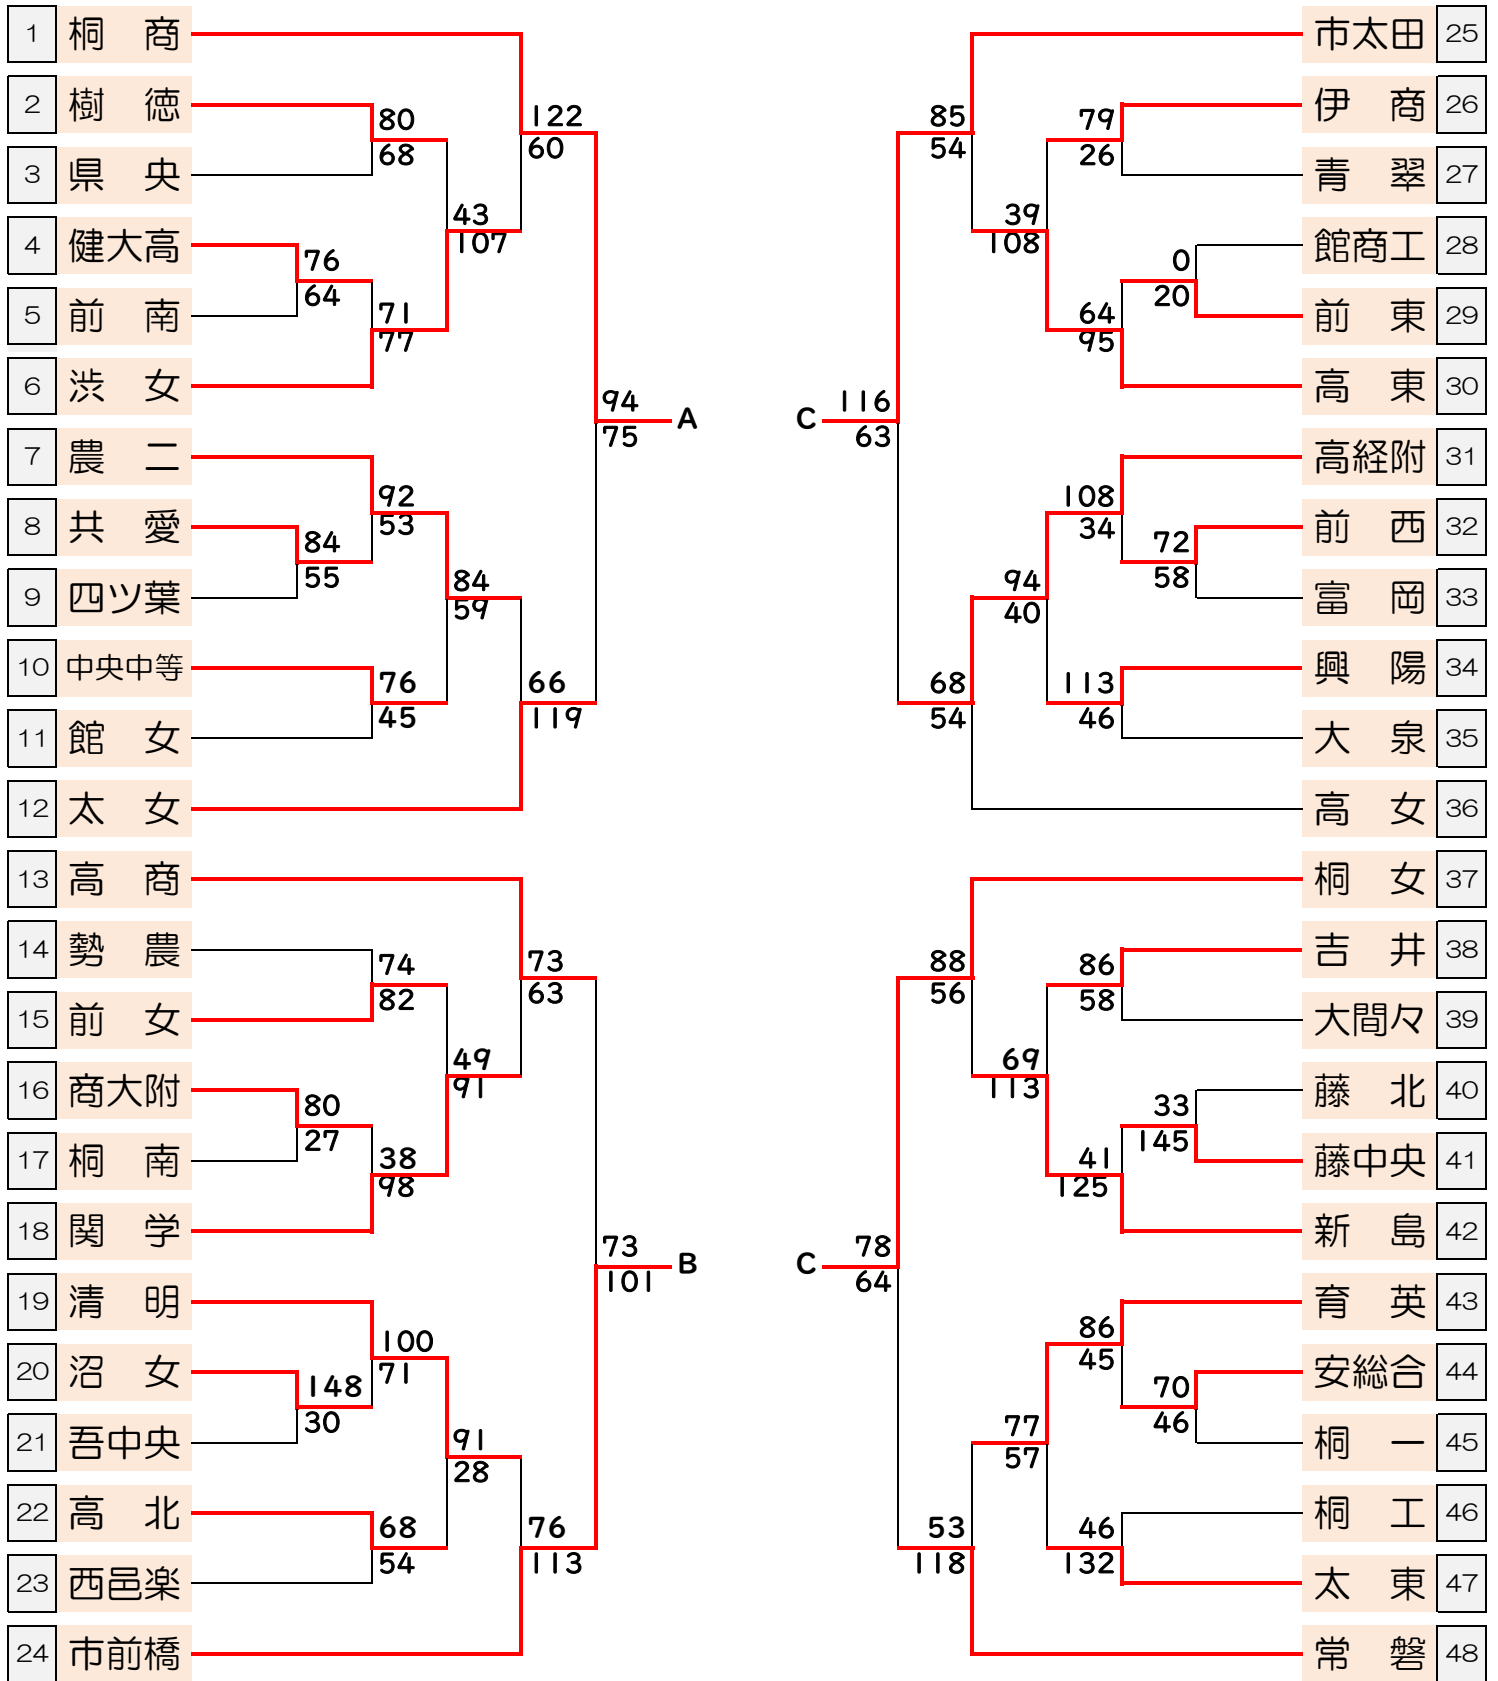 1 桐 商
2 樹 徳
3 県 央
4 健大高
5 前 南
6 渋 女
7 農 二
8 共 愛
9 四ツ葉
10 中央中等
11 館 女
12 太 女
13 高 商
14 勢 農
15 前 女
16 商大附
17 桐 南
18 関 学
19 清 明
20 沼 女
21 吾中央
22 高 北
23 西邑楽
24 市前橋
80
68
76
64
71
77
43
107
122
60
92
53
84
55
84
59
76
45
66
119
94
75
A
74
82
80
27
38
98
49
91
73
63
100
71
148
30
91
28
68
54
76
113
73
101
B
85
54
79
26
39
108
0
20
64
95
C
116
63
108
34
72
58
94
40
113
46
68
54
88
56
86
58
69
113
33
145
41
125
C
78
64
86
45
70
46
77
57
46
132
53
118
市太田 25
伊 商 26
青 翠 27
館商工 28
前 東 29
高 東 30
高経附 31
前 西 32
富 岡 33
興 陽 34
大 泉 35
高 女 36
桐 女 37
吉 井 38
大間々 39
藤 北 40
藤中央 41
新 島 42
育 英 43
安総合 44
桐 一 45
桐 工 46
太 東 47
常 磐 48